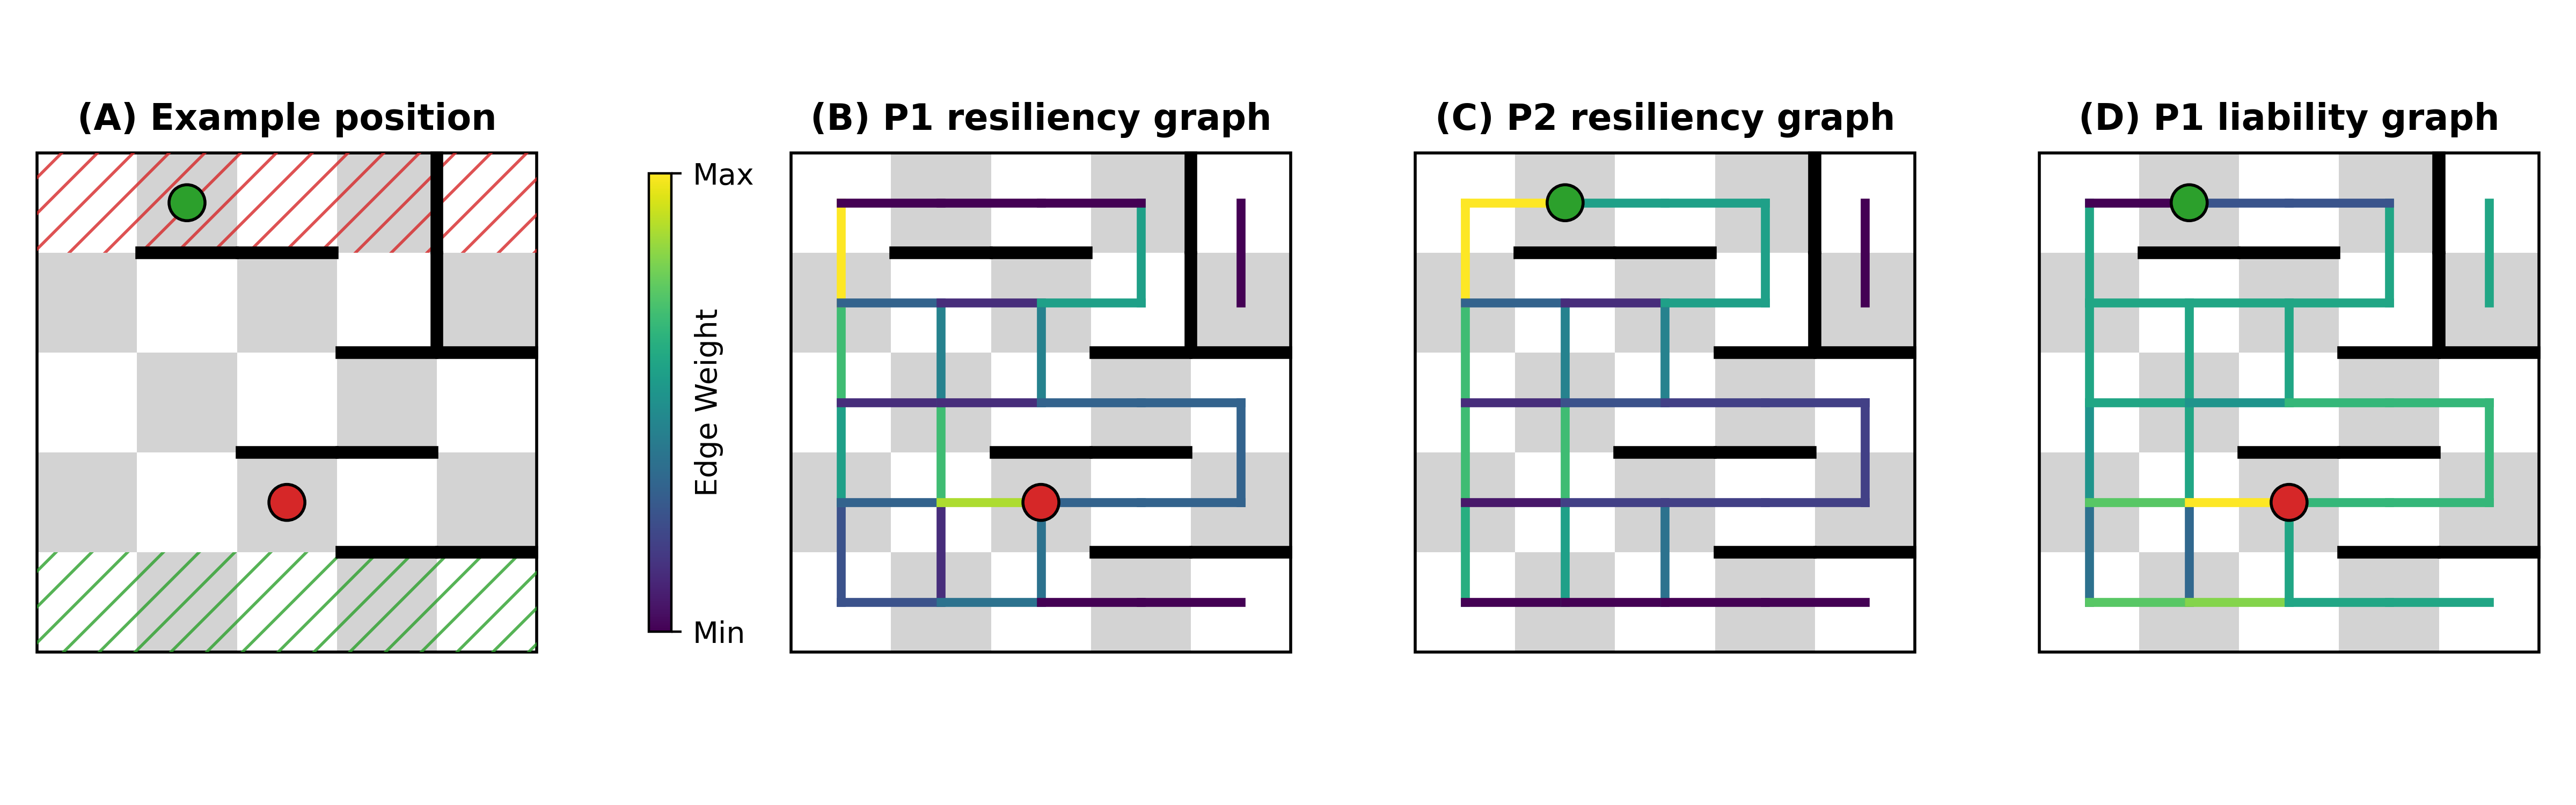 (A) Example position
Max
Edge Weight
Min
(B) P1 resiliency graph
(C) P2 resiliency graph
(D) P1 liability graph